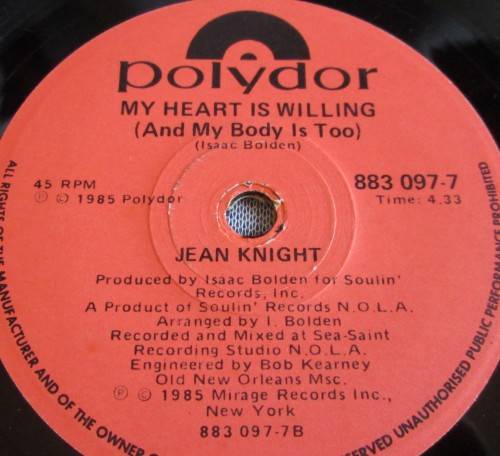 polydor
MY HEART IS WILLING
(And My Body Is Too)
(Isaac Bolden)
45 RPM
883 097-7
Ⓟ © 1985 Polydor
Time: 4.33
JEAN KNIGHT
Produced by Isaac Bolden for Soulin'
Records, Inc.
A Product of Soulin' Records N.O.L.A.
Arranged by I. Bolden
Recorded and Mixed at Sea-Saint
Recording Studio N.O.L.A.
Engineered by Bob Kearney
Old New Orleans Msc.
Ⓟ © 1985 Mirage Records Inc.,
New York
883 097-7B
ALL RIGHTS OF THE MANUFACTURER AND OF THE OWNER O
SERVED UNAUTHORISED PUBLIC PERFORMANCE PROHIBITED